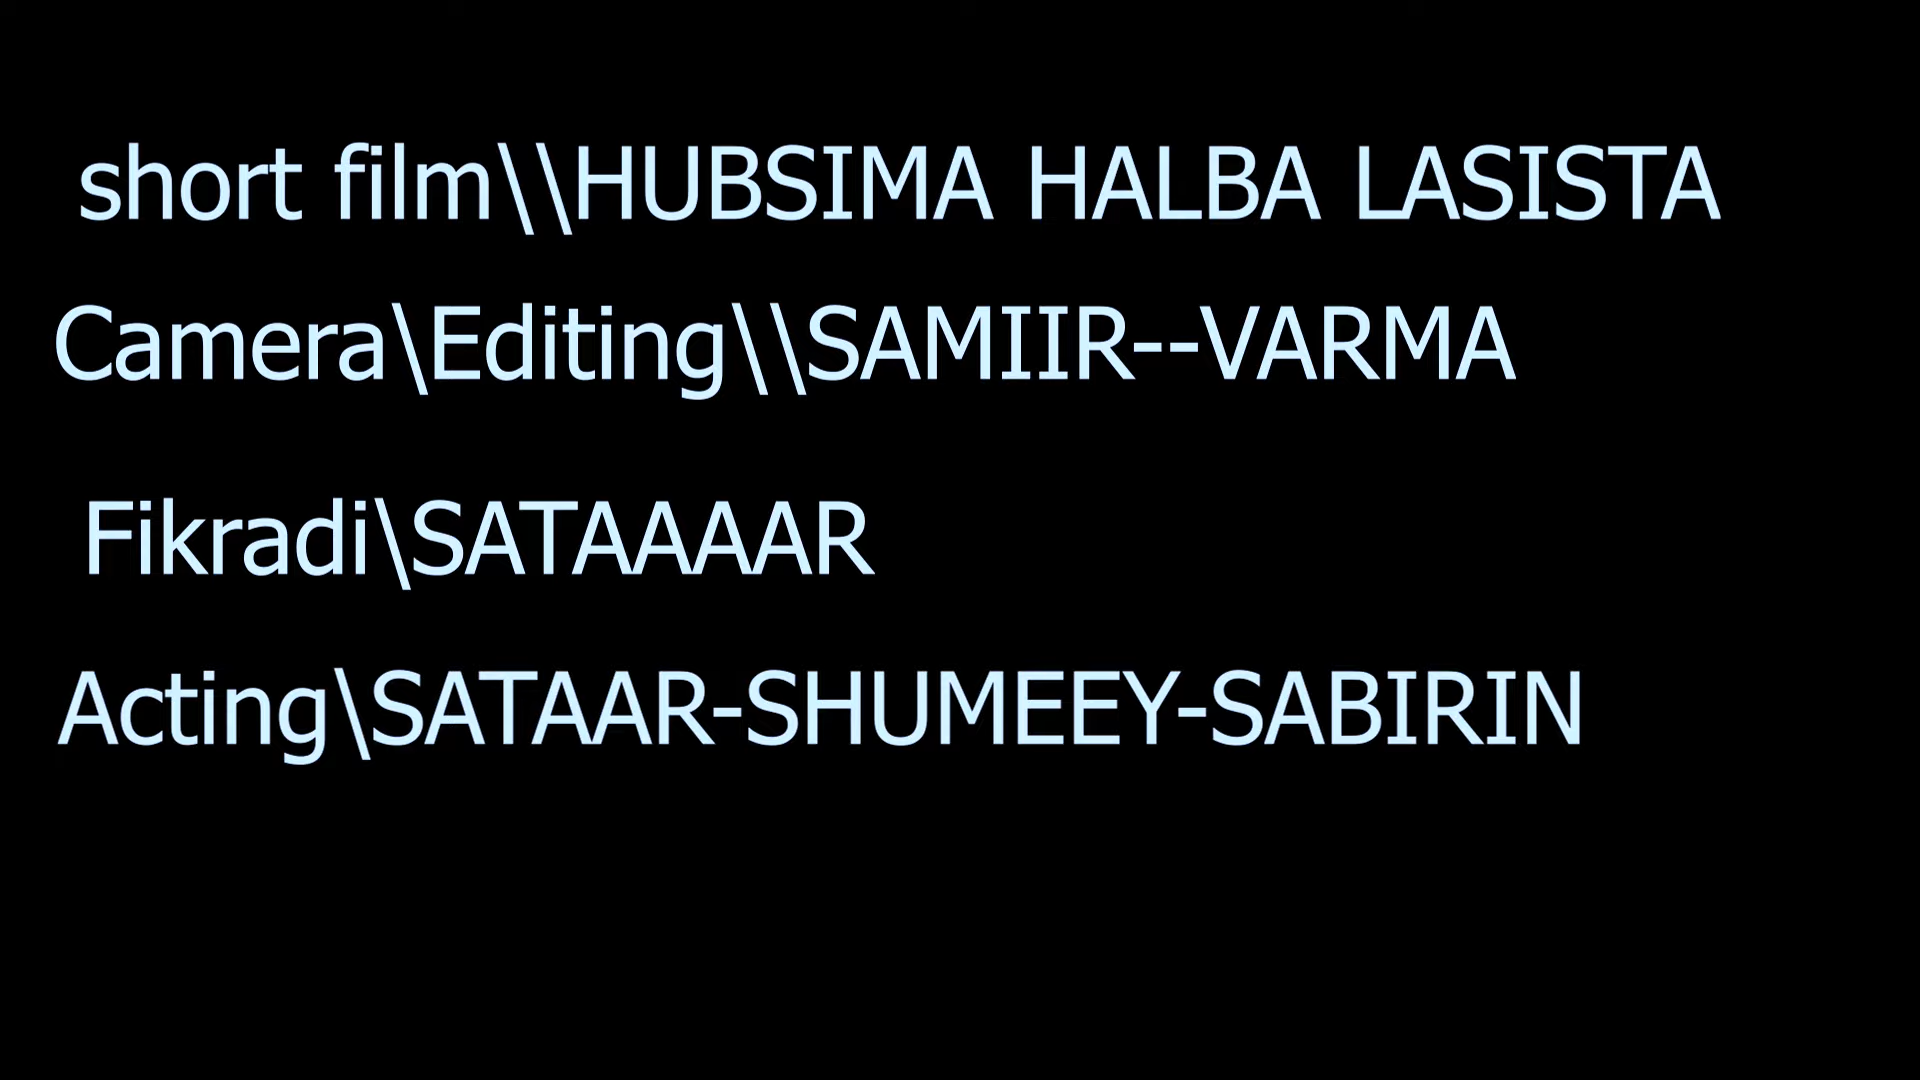 short film\\HUBSIMA HALBA LASISTA
Camera\Editing\\SAMIIR--VARMA
Fikradi\SATAAAAR
Acting\SATAAR-SHUMEEY-SABIRIN